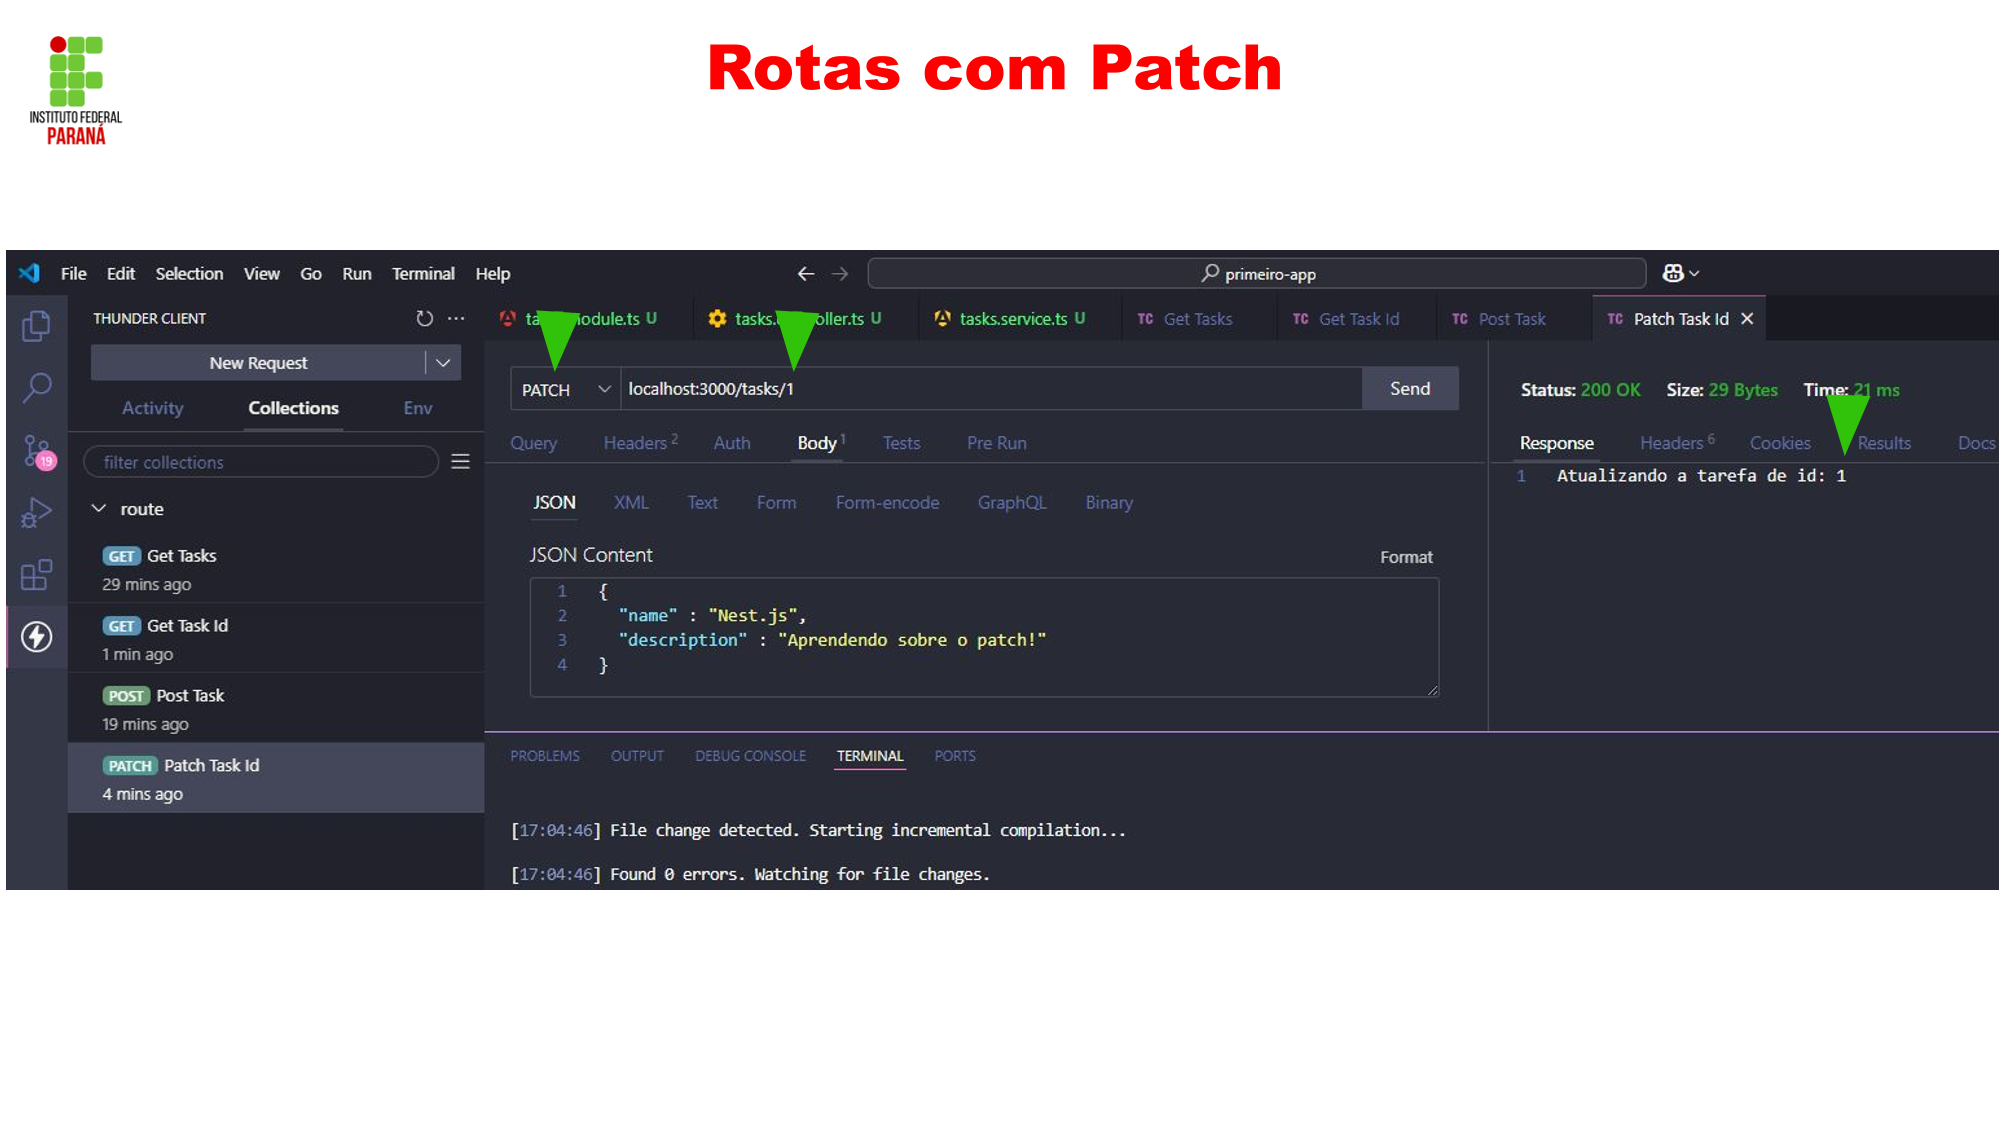 Rotas com Patch
INSTITUTO FEDERAL
PARANÁ
File Edit Selection View Go Run Terminal Help
primeiro-app
THUNDER CLIENT
New Request
Activity Collections Env
filter collections
19
route
GET Get Tasks
29 mins ago
GET Get Task Id
1 min ago
POST Post Task
19 mins ago
PATCH Patch Task Id
4 mins ago
U tasks. U tasks.service.ts U TC Get Tasks TC Get Task Id TC Post Task TC Patch Task Id
PATCH localhost:3000/tasks/1 Send
Query Headers 2 Auth Body 1 Tests Pre Run
JSON XML Text Form Form-encode GraphQL Binary
JSON Content Format
1 {
2 "name" : "Nest.js",
3 "description" : "Aprendendo sobre o patch!"
4 }
Status: 200 OK Size: 29 Bytes Time: 21 ms
Response Headers 6 Cookies Results Docs
1 Atualizando a tarefa de id: 1
PROBLEMS OUTPUT DEBUG CONSOLE TERMINAL PORTS
[17:04:46] File change detected. Starting incremental compilation...
[17:04:46] Found 0 errors. Watching for file changes.